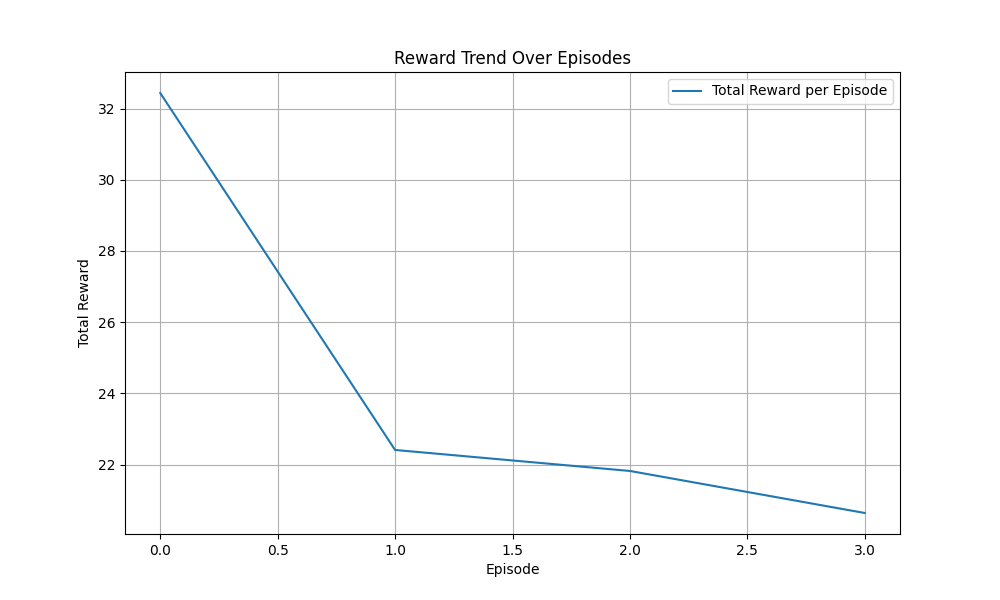 Reward Trend Over Episodes
Total Reward per Episode
Total Reward
32
30
28
26
24
22
0.0 0.5 1.0 1.5 2.0 2.5 3.0
Episode